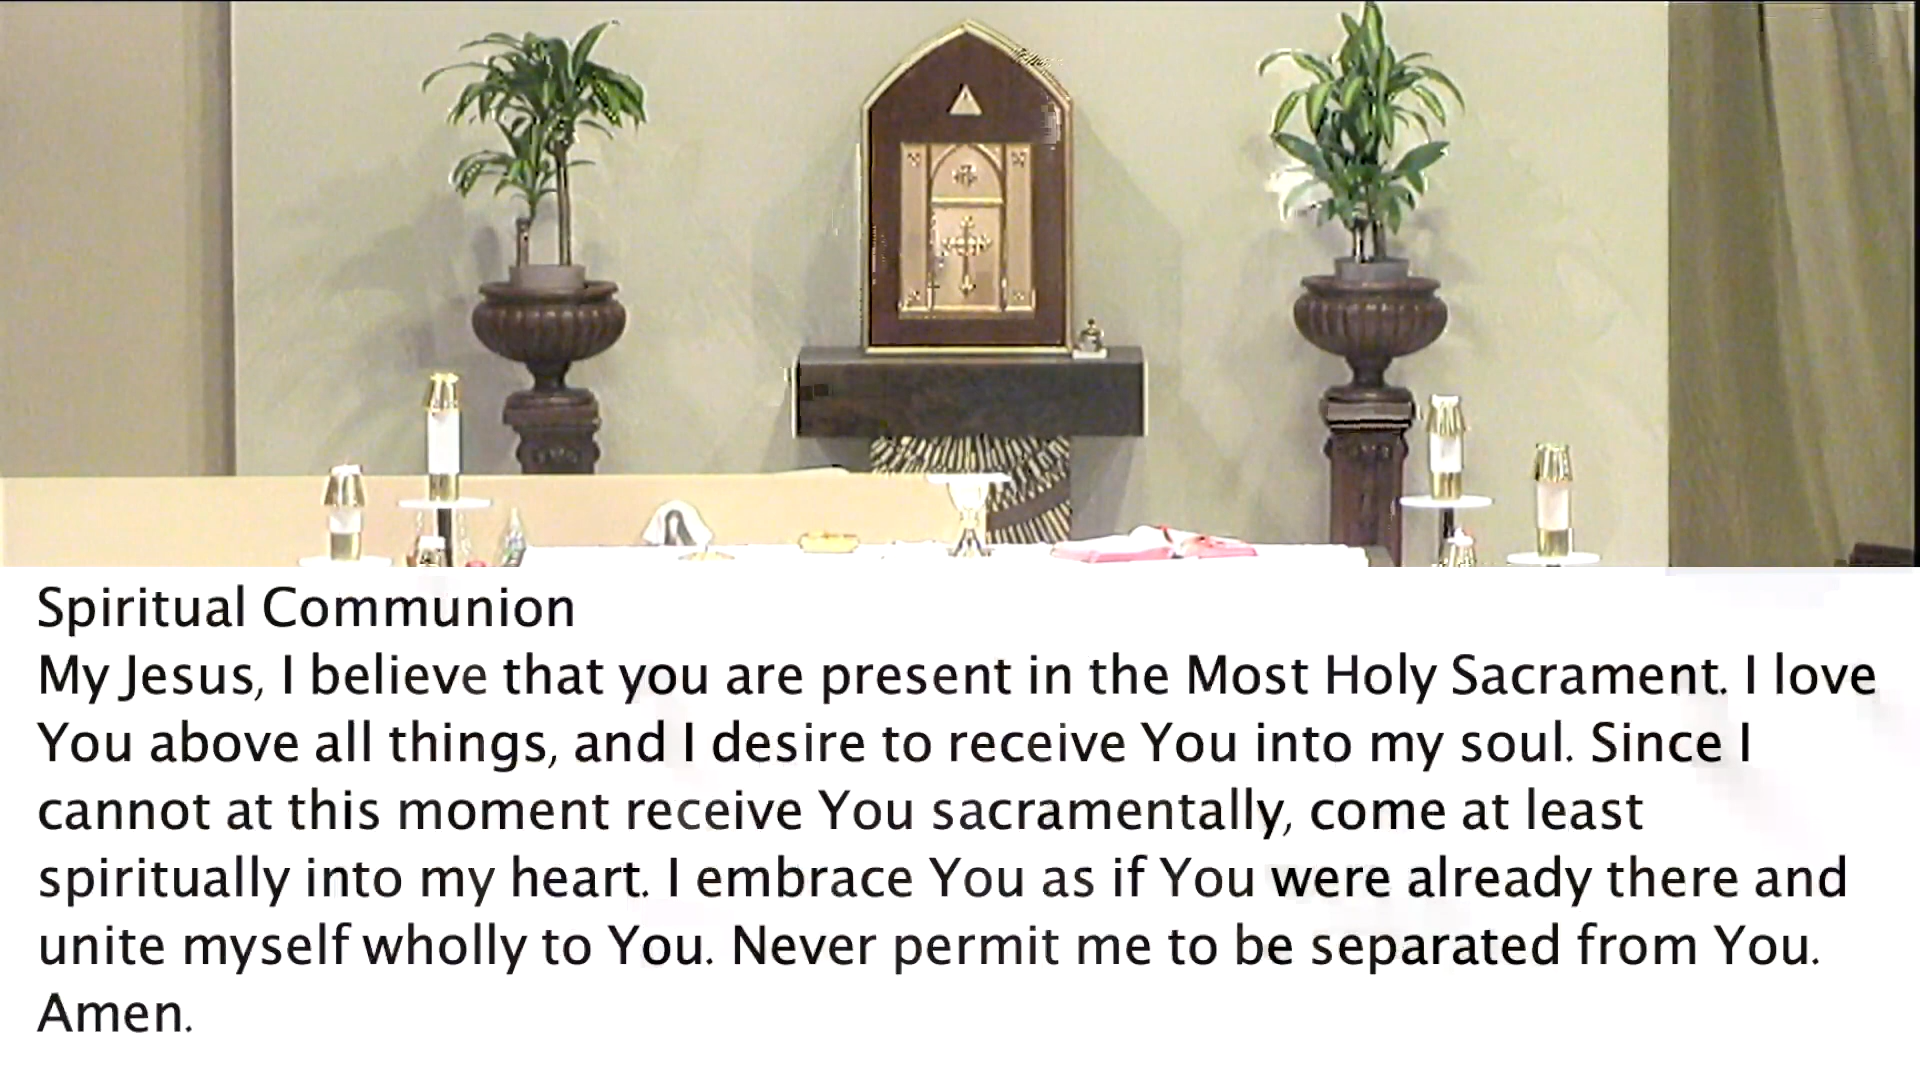 Spiritual Communion
My Jesus, I believe that you are present in the Most Holy Sacrament. I love
You above all things, and I desire to receive You into my soul. Since I
cannot at this moment receive You sacramentally, come at least
spiritually into my heart. I embrace You as if You were already there and
unite myself wholly to You. Never permit me to be separated from You.
Amen.